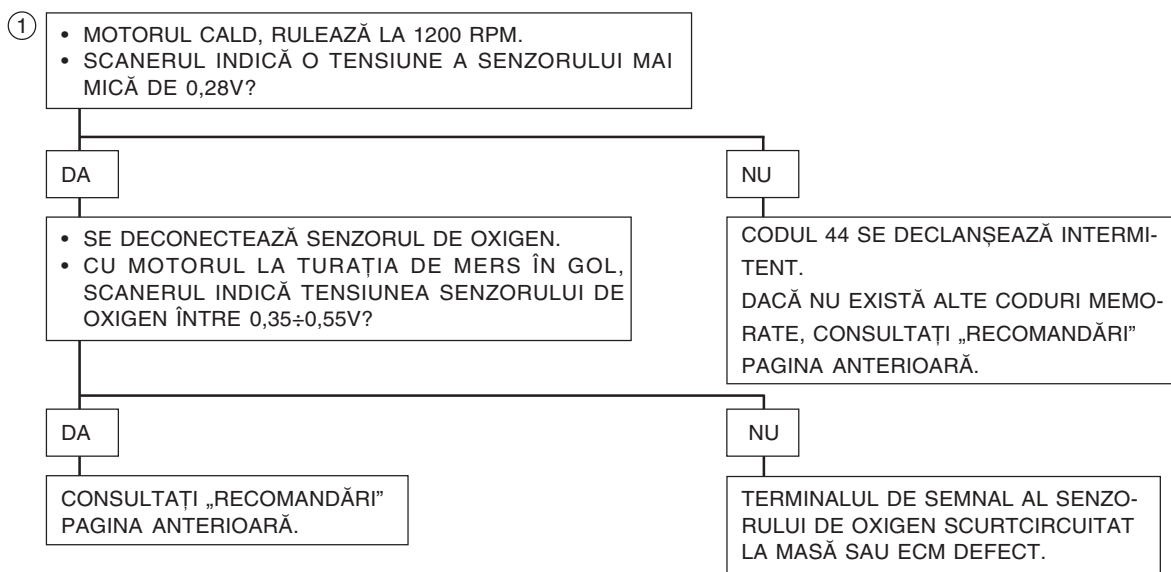 1
• MOTORUL CALD, RULEAZĂ LA 1200 RPM.
• SCANERUL INDICĂ O TENSIUNE A SENZORULUI MAI
MICĂ DE 0,28V?
DA
NU
• SE DECONECTEAZĂ SENZORUL DE OXIGEN.
• CU MOTORUL LA TURAȚIA DE MERS ÎN GOL,
SCANERUL INDICĂ TENSIUNEA SENZORULUI DE
OXIGEN ÎNTRE 0,35÷0,55V?
CODUL 44 SE DECLANȘEAZĂ INTERMI-
TENT.
DACĂ NU EXISTĂ ALTE CODURI MEMO-
RATE, CONSULTAȚI „RECOMANDĂRI”
PAGINA ANTERIOARĂ.
DA
NU
CONSULTAȚI „RECOMANDĂRI”
PAGINA ANTERIOARĂ.
TERMINALUL DE SEMNAL AL SENZO-
RULUI DE OXIGEN SCURTCIRCUITAT
LA MASĂ SAU ECM DEFECT.